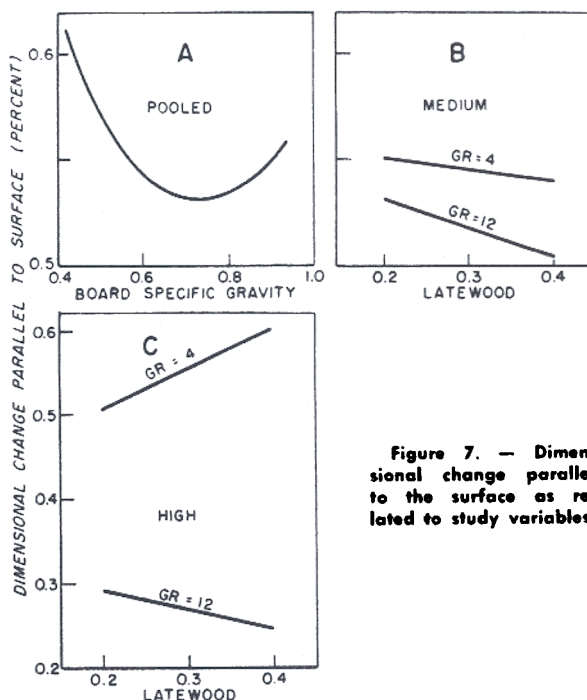 DIMENSIONAL CHANGE PARALLEL TO SURFACE (PERCENT)
0.6
0.5
A
POOLED
0.4 0.6 0.8 1.0
BOARD SPECIFIC GRAVITY
B
MEDIUM
GR=4
GR=12
0.2 0.3 0.4
LATEWOOD
0.6
0.5
0.4
0.3
0.2
C
GR = 4
HIGH
GR = 12
0.2 0.3 0.4
LATEWOOD
Figure 7. — Dimen
sional change paralle
to the surface as re
lated to study variables